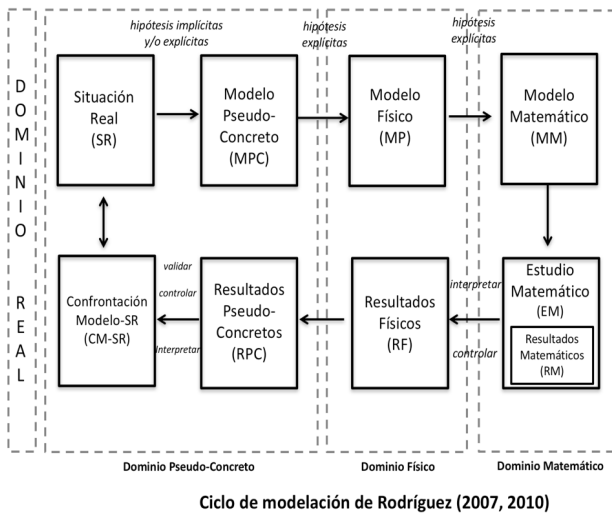 hipótesis implícitas
y/o explícitas
hipótesis
explícitas
hipótesis
explícitas
D
O
M
I
N
I
O
R
E
A
L
Situación
Real
(SR)
Modelo
Pseudo-
Concreto
(MPC)
Modelo
Físico
(MP)
Modelo
Matemático
(MM)
Confrontación
Modelo-SR
(CM-SR)
validar
controlar
Interpretar
Resultados
Pseudo-
Concretos
(RPC)
Resultados
Físicos
(RF)
interpretar
controlar
Estudio
Matemático
(EM)
Resultados
Matemáticos
(RM)
Dominio Pseudo-Concreto
Dominio Físico
Dominio Matemático
Ciclo de modelación de Rodríguez (2007, 2010)